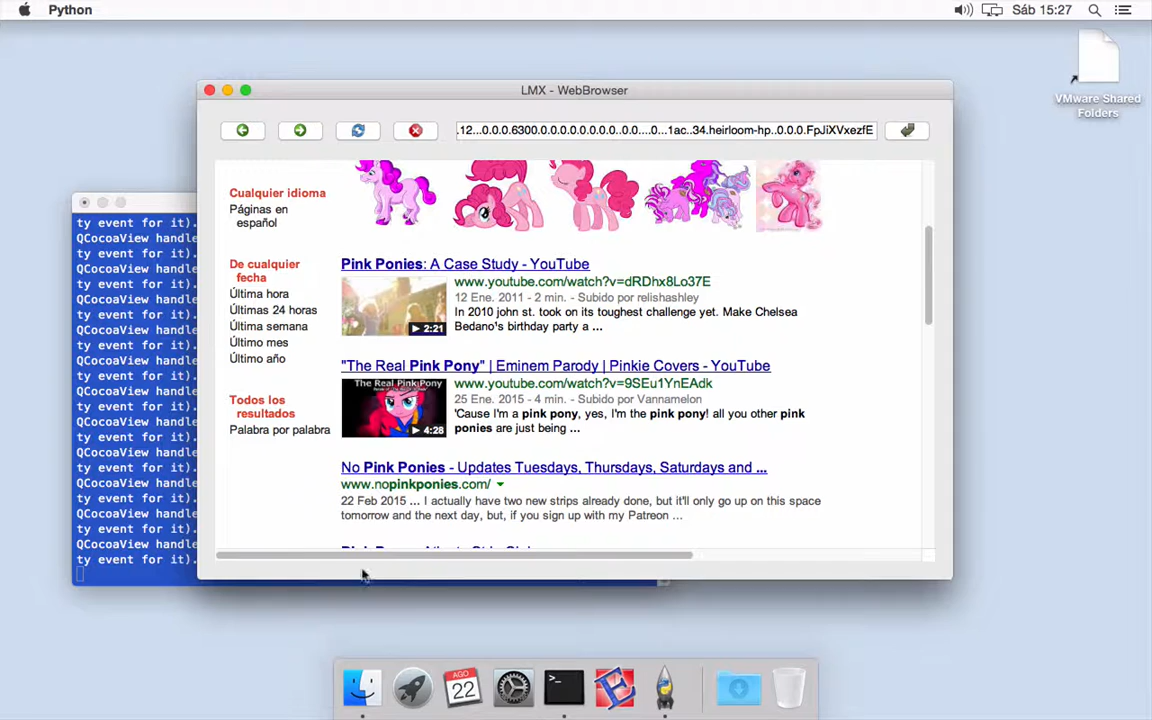 Python
Sáb 15:27
VMware Shared
Folders
LMX - WebBrowser
.12...0.0.0.6300.0.0.0.0.0.0.0.0..0.0....0...1ac..34.heirloom-hp..0.0.0.FpJiXVxezfE
ty event for it).
QCocoaView handle
ty event for it).
QCocoaView handle
ty event for it).
QCocoaView handle
ty event for it).
QCocoaView handle
ty event for it).
QCocoaView handle
ty event for it).
QCocoaView handle
ty event for it).
QCocoaView handle
ty event for it).
QCocoaView handle
ty event for it).
QCocoaView handle
ty event for it).
QCocoaView handle
ty event for it).
QCocoaView handle
ty event for it).
Cualquier idioma
Páginas en
español
De cualquier
fecha
Última hora
Últimas 24 horas
Última semana
Último mes
Último año
Todos los
resultados
Palabra por palabra
Pink Ponies: A Case Study - YouTube
www.youtube.com/watch?v=dRDhx8Lo37E
12 Ene. 2011 - 2 min. - Subido por relishashley
In 2010 john st. took on its toughest challenge yet. Make Chelsea
Bedano's birthday party a ...
2:21
"The Real Pink Pony" | Eminem Parody | Pinkie Covers - YouTube
www.youtube.com/watch?v=9SEu1YnEAdk
25 Ene. 2015 - 4 min. - Subido por Vannamelon
'Cause I'm a pink pony, yes, I'm the pink pony! all you other pink
ponies are just being ...
The Real Pink Pony
4:28
No Pink Ponies - Updates Tuesdays, Thursdays, Saturdays and ...
www.nopinkponies.com/
22 Feb 2015 ... I actually have two new strips already done, but it'll only go up on this space
tomorrow and the next day, but, if you sign up with my Patreon ...
AGO
22
>_